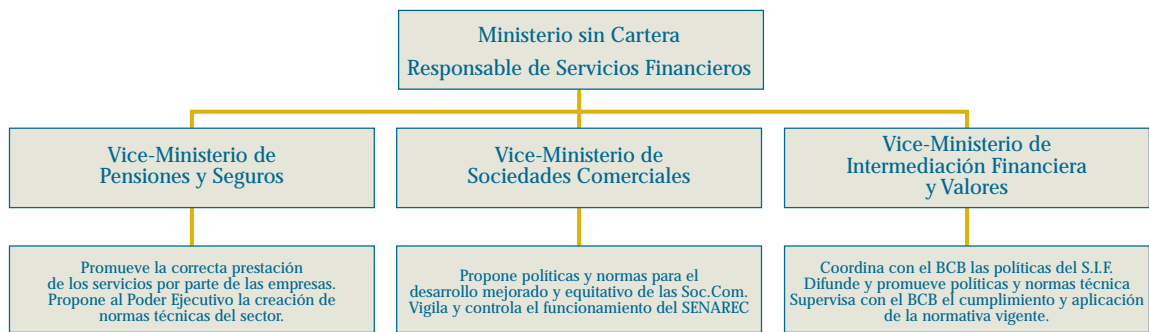 Ministerio sin Cartera
Responsable de Servicios Financieros
Vice-Ministerio de
Pensiones y Seguros
Vice-Ministerio de
Sociedades Comerciales
Vice-Ministerio de
Intermediación Financiera
y Valores
Promueve la correcta prestación
de los servicios por parte de las empresas.
Propone al Poder Ejecutivo la creación de
normas técnicas del sector.
Propone políticas y normas para el
desarrollo mejorado y equitativo de las Soc.Com.
Vigila y controla el funcionamiento del SENAREC
Coordina con el BCB las políticas del S.I.F.
Difunde y promueve políticas y normas técnica
Supervisa con el BCB el cumplimiento y aplicación
de la normativa vigente.